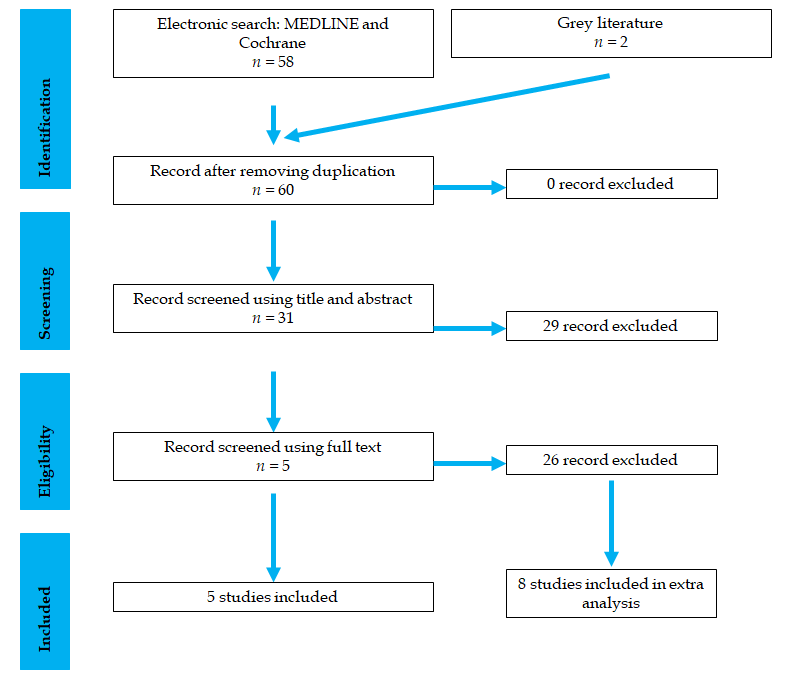 Identification
Electronic search: MEDLINE and
Cochrane
n = 58
Grey literature
n = 2
Record after removing duplication
n = 60
0 record excluded
Screening
Record screened using title and abstract
n = 31
29 record excluded
Eligibility
Record screened using full text
n = 5
26 record excluded
Included
5 studies included
8 studies included in extra
analysis